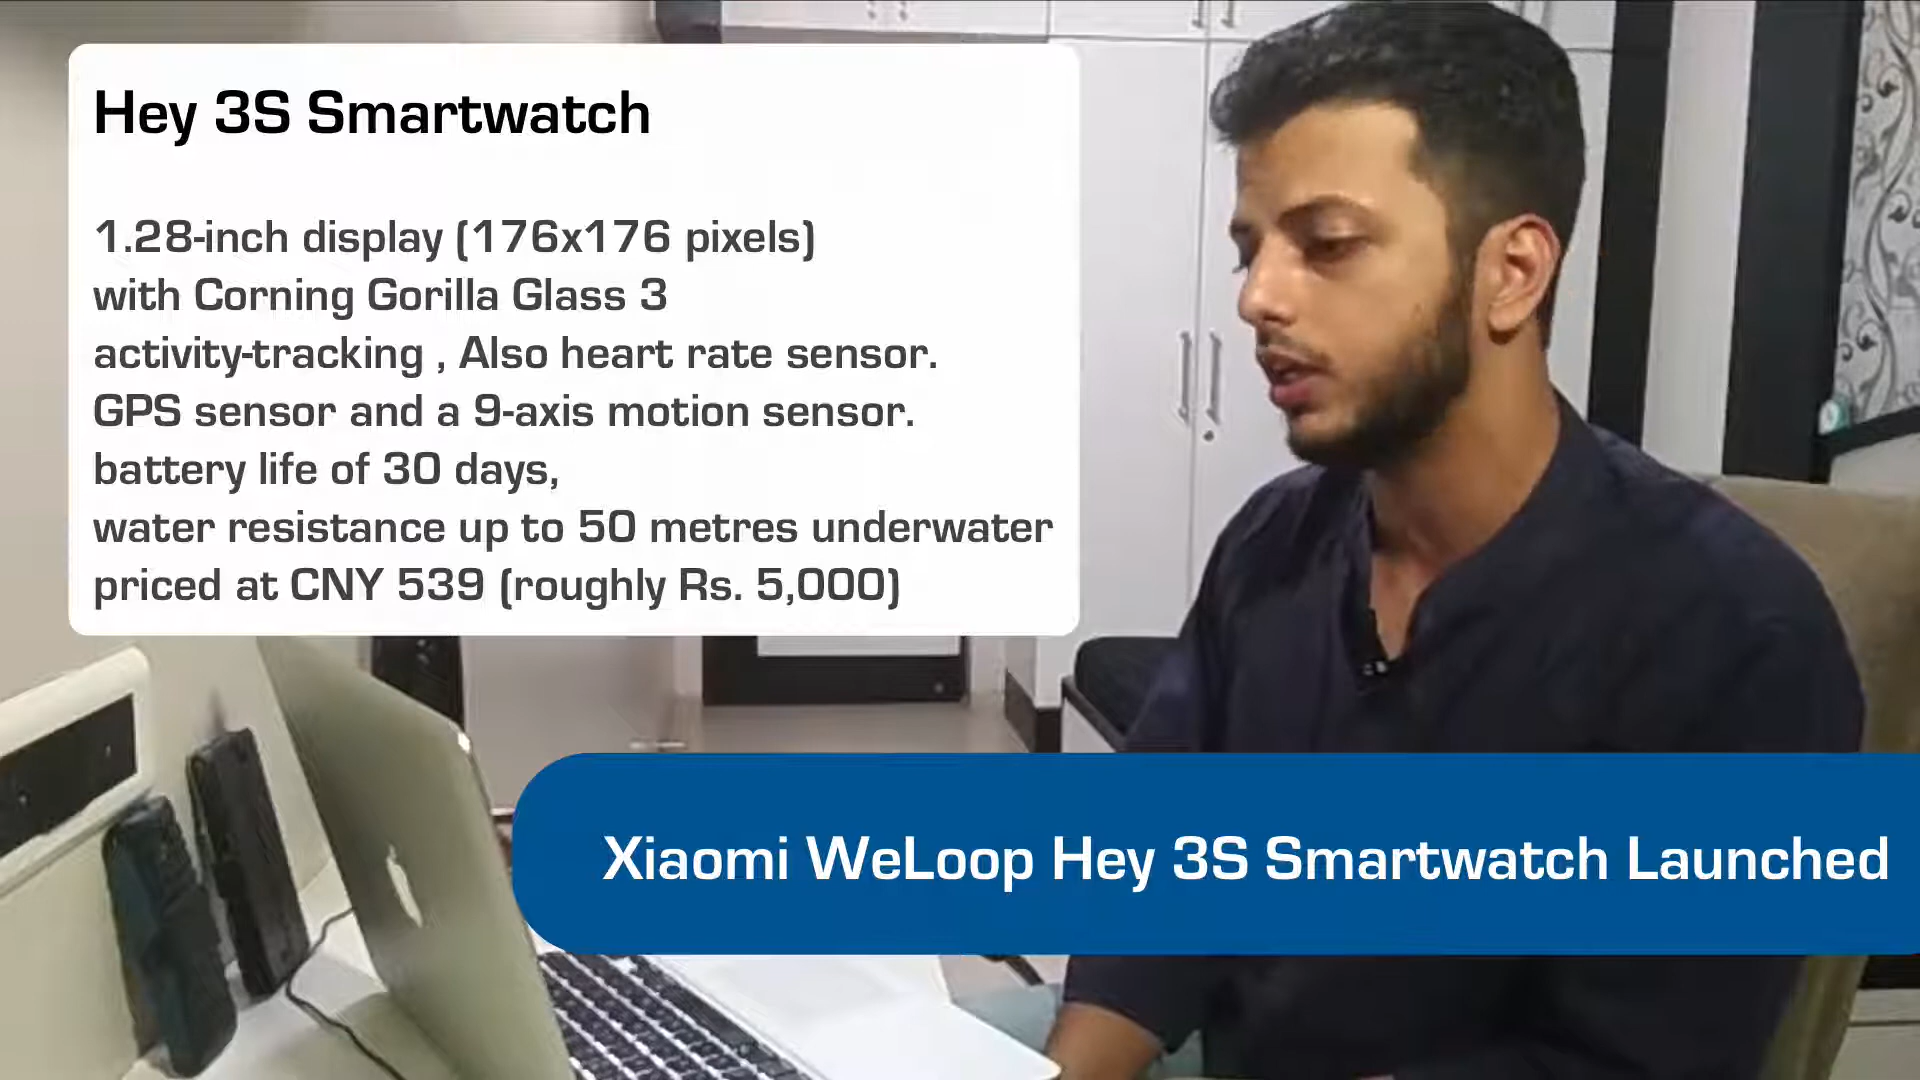 Hey 3S Smartwatch
1.28-inch display (176x176 pixels)
with Corning Gorilla Glass 3
activity-tracking , Also heart rate sensor.
GPS sensor and a 9-axis motion sensor.
battery life of 30 days,
water resistance up to 50 metres underwater
priced at CNY 539 (roughly Rs. 5,000)
Xiaomi WeLoop Hey 3S Smartwatch Launched